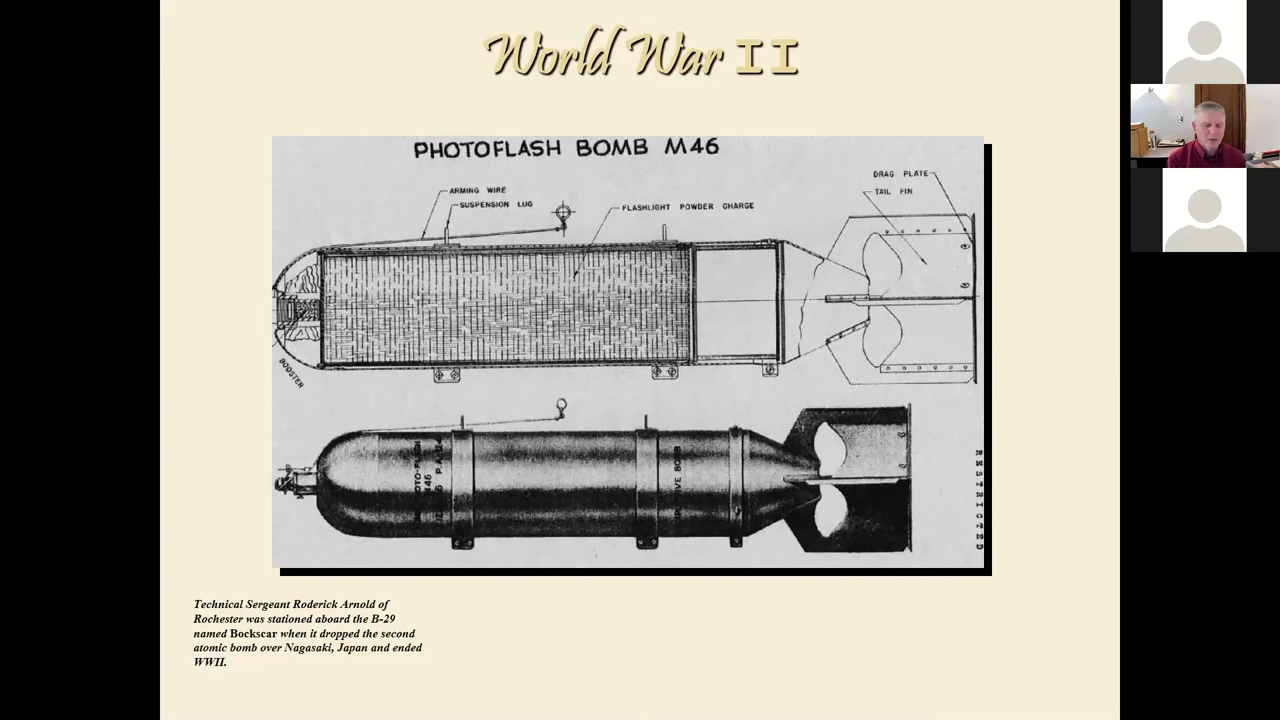 World War II
PHOTOFLASH BOMB M46
DRAG PLATE
TAIL FIN
ARMING WIRE
SUSPENSION LUG
FLASHLIGHT POWDER CHARGE
BOOSTER
M46
BOMB
RESTRICTED
Technical Sergeant Roderick Arnold of
Rochester was stationed aboard the B-29
named Bockscar when it dropped the second
atomic bomb over Nagasaki, Japan and ended
WWII.